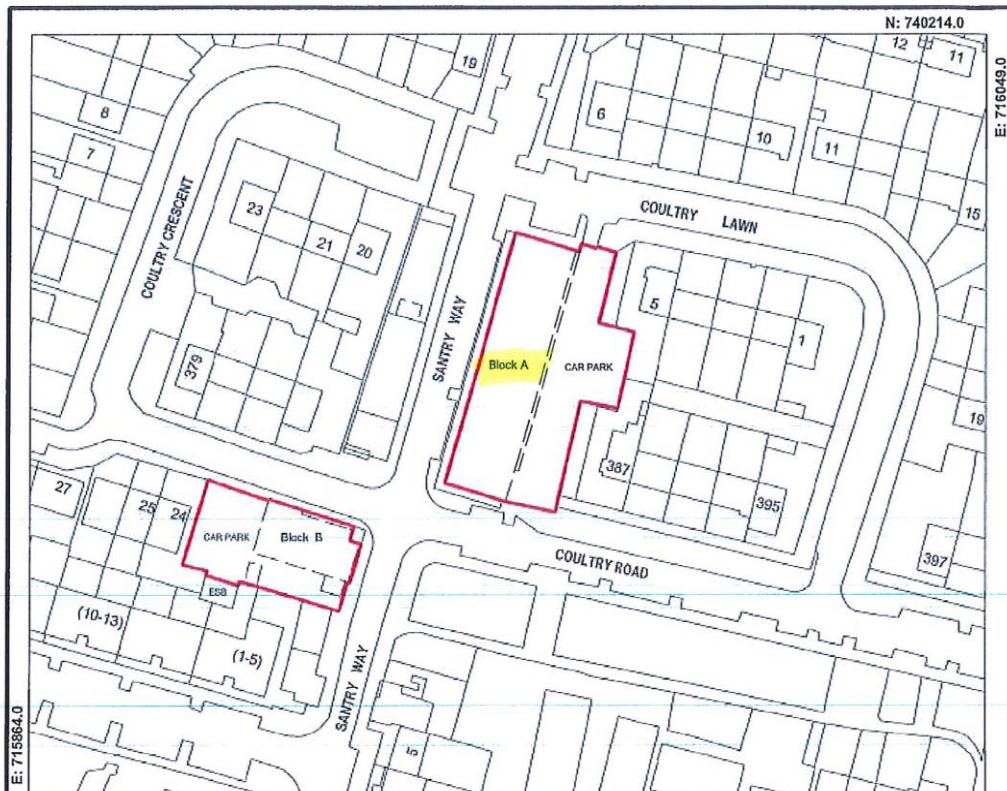 N: 740214.0
E: 716049.0
12
11
19
8
6
10
11
7
COULTRY LAWN
15
COULTRY CRESCENT
23
21
20
5
1
SANTRY WAY
Block A
CAR PARK
379
19
387
395
27
25
24
CAR PARK
Block B
COULTRY ROAD
397
ESB
(10-13)
(1-5)
SANTRY WAY
5
E: 715864.0